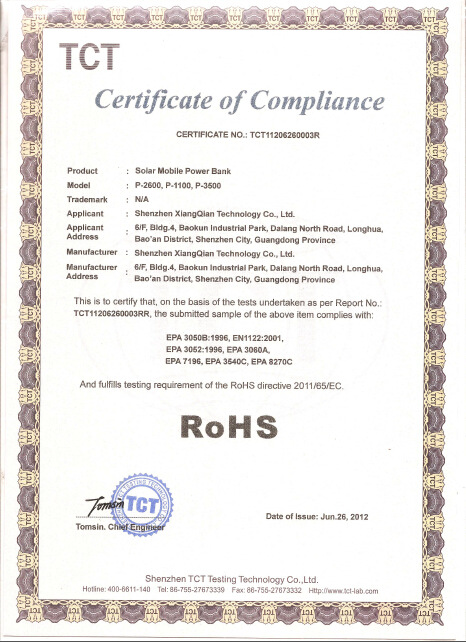 TCT
Certificate of Compliance
CERTIFICATE NO.: TCT11206260003R
Product : Solar Mobile Power Bank
Model : P-2600, P-1100, P-3500
Trademark : N/A
Applicant : Shenzhen XiangQian Technology Co., Ltd.
Applicant Address : 6/F, Bldg.4, Baokun Industrial Park, Dalang North Road, Longhua,
Bao'an District, Shenzhen City, Guangdong Province
Manufacturer : Shenzhen XiangQian Technology Co., Ltd.
Manufacturer Address : 6/F, Bldg.4, Baokun Industrial Park, Dalang North Road, Longhua,
Bao'an District, Shenzhen City, Guangdong Province
This is to certify that, on the basis of the tests undertaken as per Report No.:
TCT11206260003RR, the submitted sample of the above item complies with:
EPA 3050B:1996, EN1122:2001,
EPA 3052:1996, EPA 3060A,
EPA 7196, EPA 3540C, EPA 8270C
And fulfills testing requirement of the RoHS directive 2011/65/EC.
RoHS
Tomsin
TCT
Tomsin. Chief Engineer
Date of Issue: Jun.26, 2012
Shenzhen TCT Testing Technology Co.,Ltd.
Hotline: 400-6611-140 Tel: 86-755-27673339 Fax: 86-755-27673332 Http://www.tct-lab.com